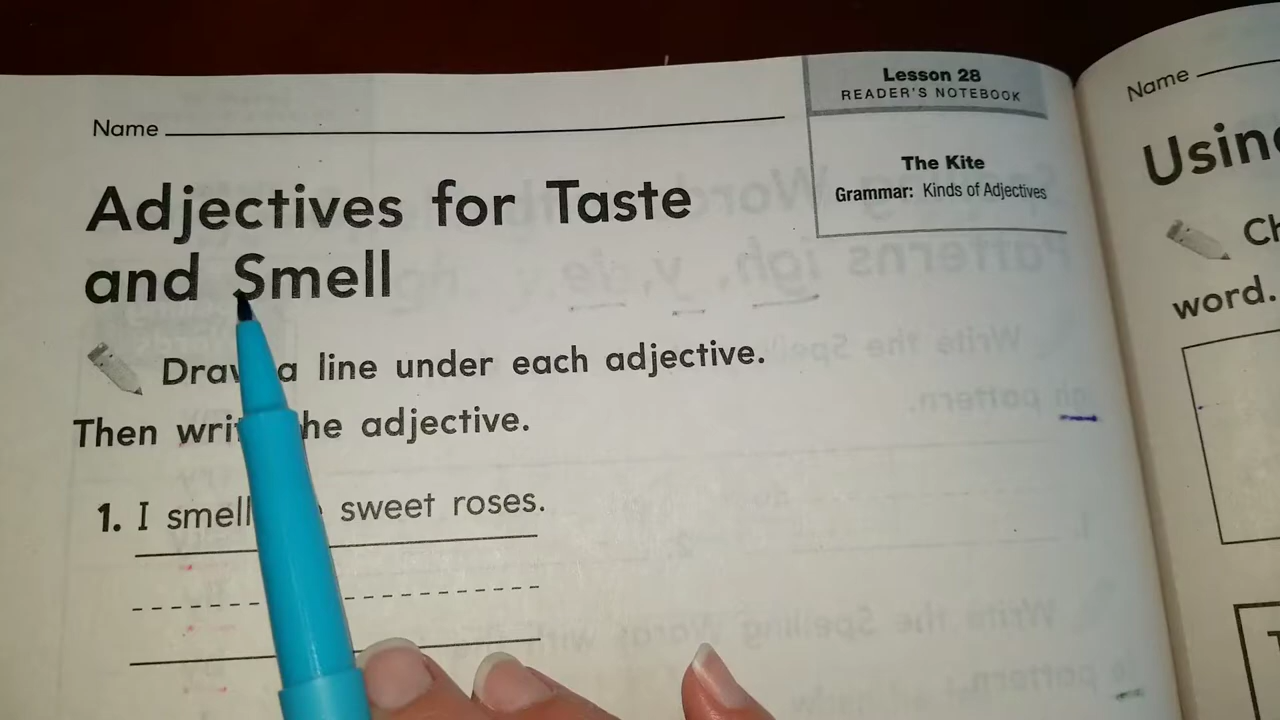 Lesson 28
READER'S NOTEBOOK
Name
The Kite
Grammar: Kinds of Adjectives
Adjectives for Taste
and Smell
Draw a line under each adjective.
Then write the adjective.
1. I smell sweet roses.
Name
word.